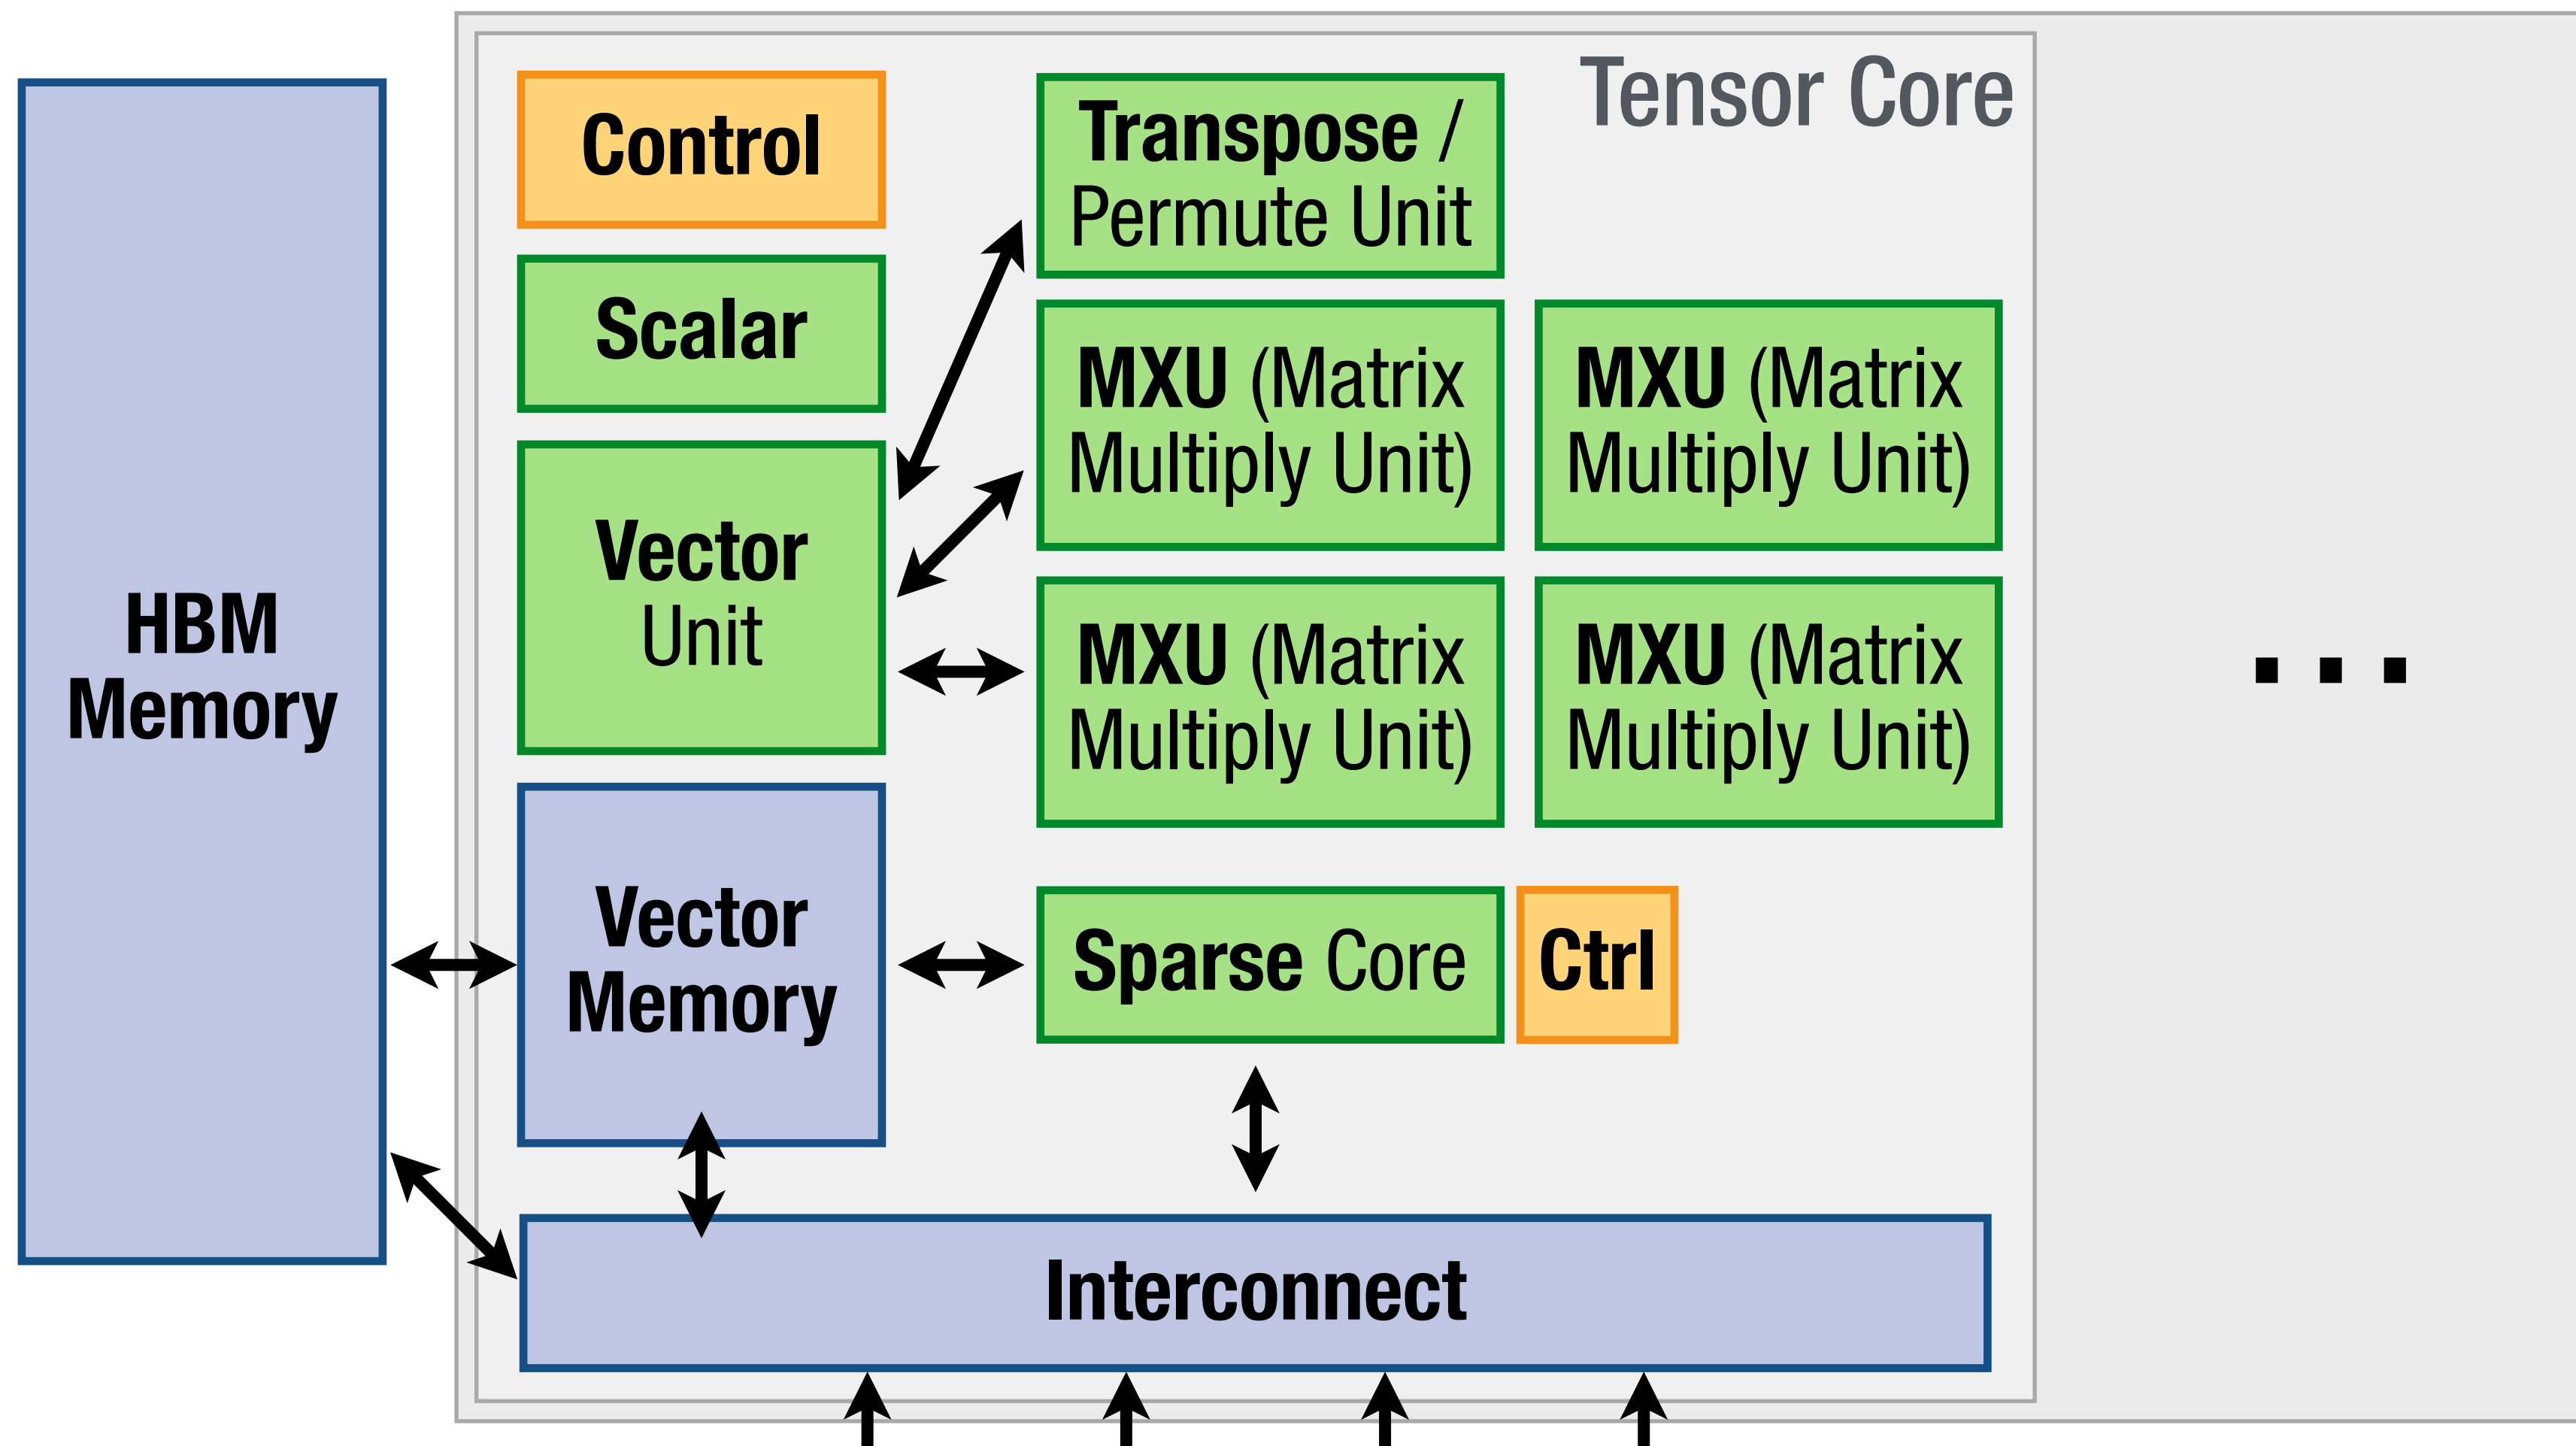 Tensor Core
Control
Transpose /
Permute Unit
Scalar
MXU (Matrix
Multiply Unit)
MXU (Matrix
Multiply Unit)
Vector
Unit
HBM
Memory
MXU (Matrix
Multiply Unit)
MXU (Matrix
Multiply Unit)
Vector
Memory
Sparse Core
Ctrl
...
Interconnect